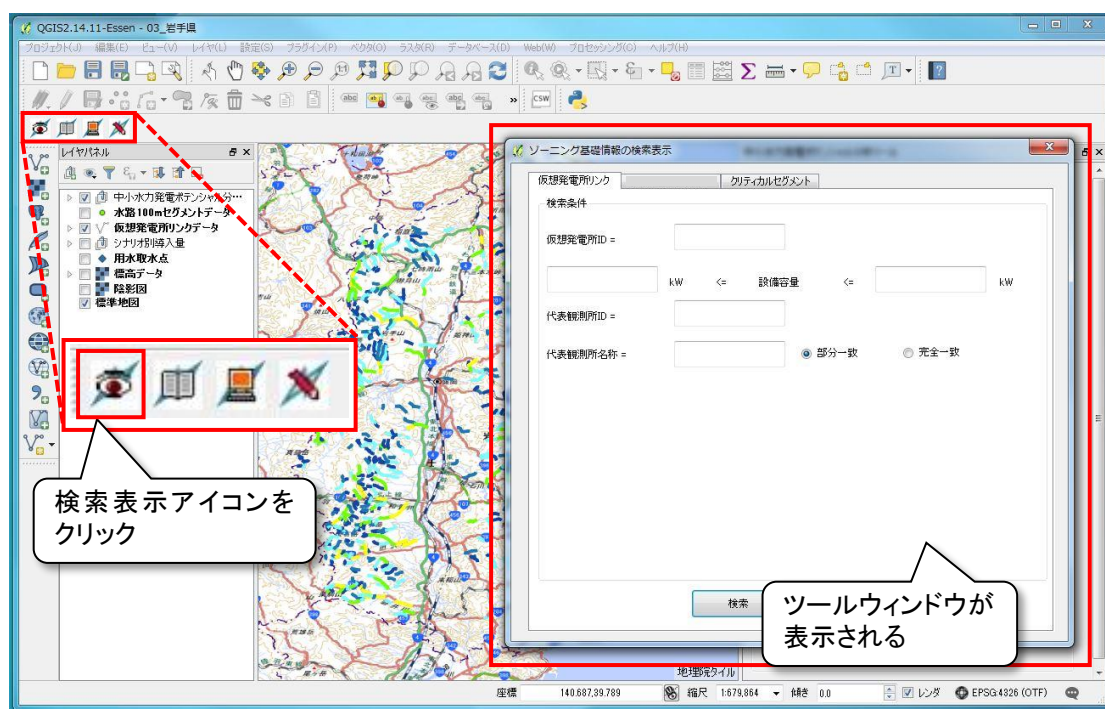 QGIS2.14.11-Essen - 03_岩手県
プロジェクト(J) 編集(E) ビュー(V) レイヤ(L) 設定(S) プラグイン(P) ベクタ(O) ラスタ(R) データベース(D) Web(W) プロセッシング(C) ヘルプ(H)
CSW
レイヤパネル
中小水力発電ポテンシャル分…
水路100mセグメントデータ
仮想発電所リンクデータ
シナリオ別導入量
用水取水点
標高データ
陰影図
標準地図
検索表示アイコンを
クリック
ゾーニング基礎情報の検索表示
仮想発電所リンク
クリティカルセグメント
検索条件
仮想発電所ID =
kW <= 設備容量 <= kW
代表観測所ID =
代表観測所名称 =
部分一致
完全一致
検索
ツールウィンドウが
表示される
地理院タイル
座標 140.687,39.789 縮尺 1:679,864 傾き 0.0 レンダ EPSG:4326 (OTF)